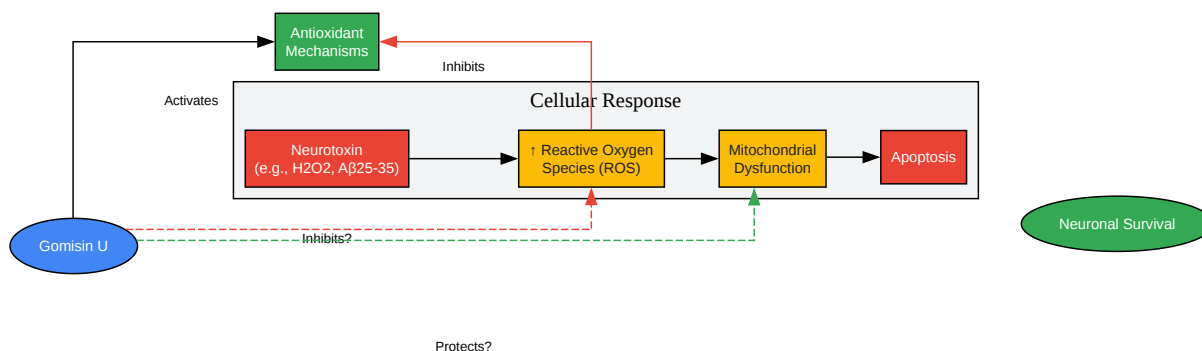 Antioxidant
Mechanisms
Inhibits
Activates
Cellular Response
Neurotoxin
(e.g., H2O2, Aβ25-35)
↑ Reactive Oxygen
Species (ROS)
Mitochondrial
Dysfunction
Apoptosis
Gomisin U
Inhibits?
Neuronal Survival
Protects?